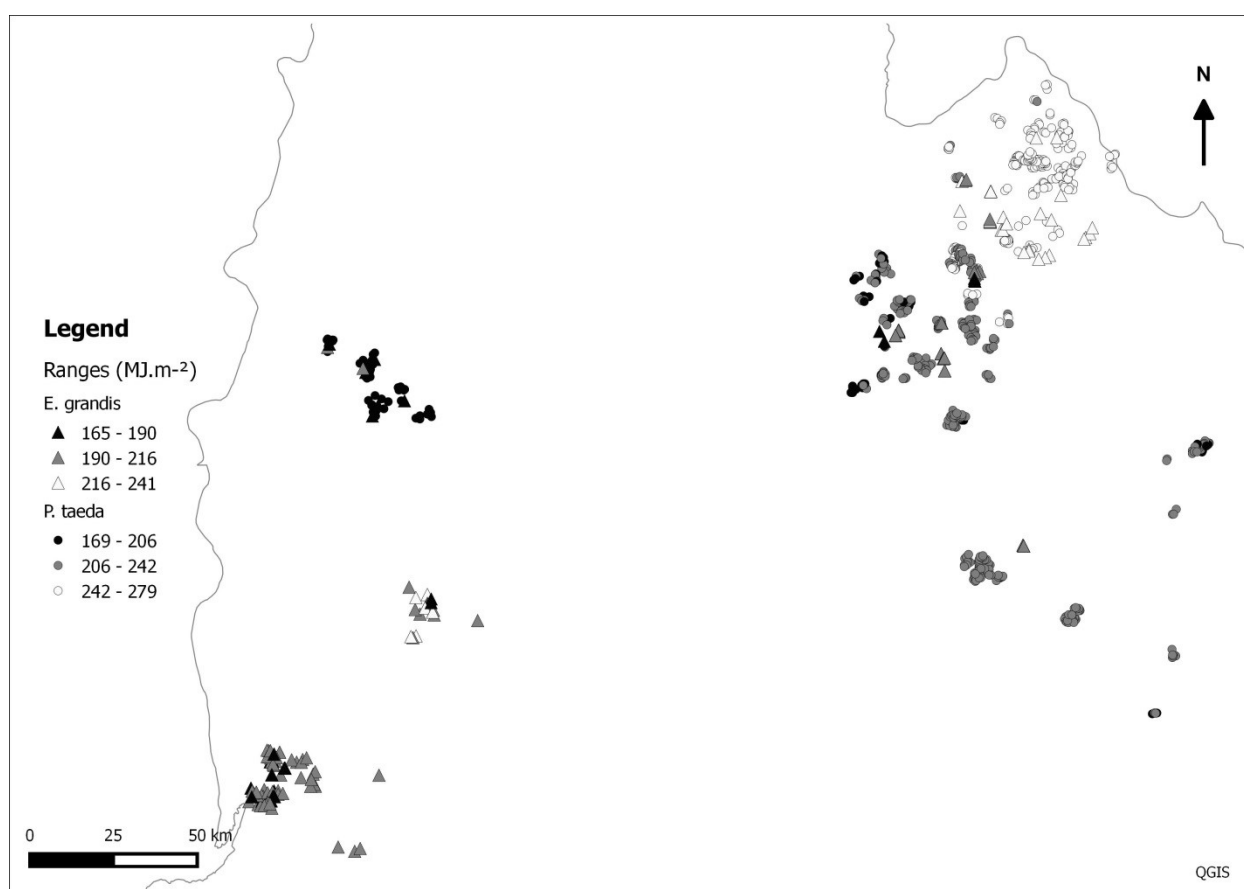 N
Legend
Ranges (MJ.m-²)
E. grandis
165 - 190
190 - 216
216 - 241
P. taeda
169 - 206
206 - 242
242 - 279
0 25 50 km
QGIS